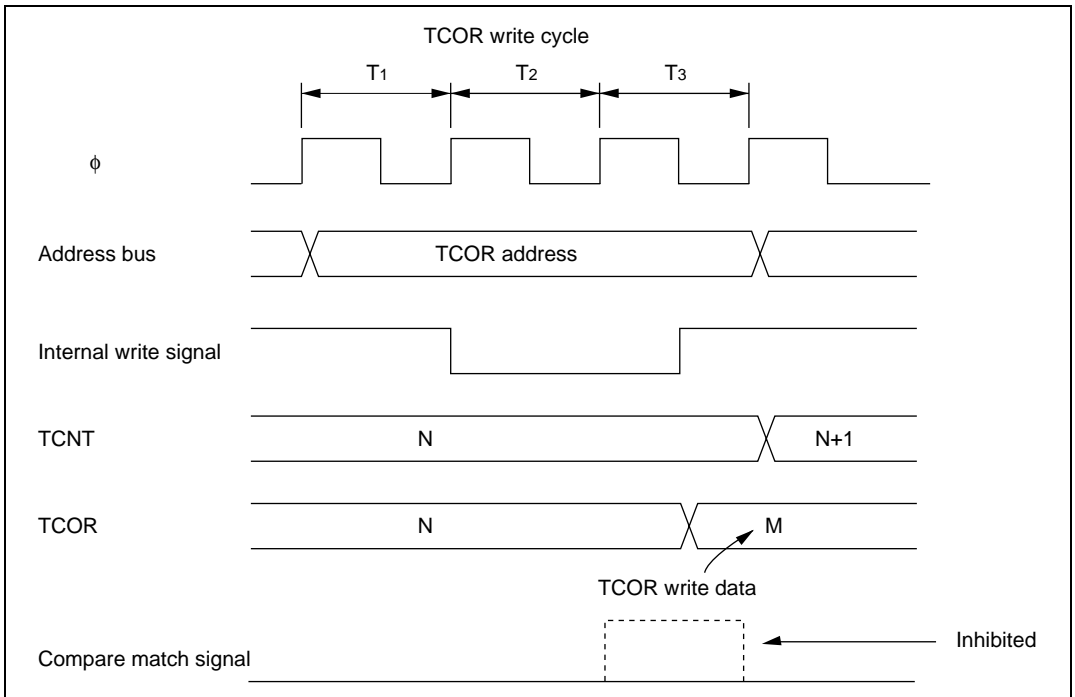 TCOR write cycle
T1 T2 T3
ϕ
Address bus TCOR address
Internal write signal
TCNT N N+1
TCOR N M
TCOR write data
Inhibited
Compare match signal